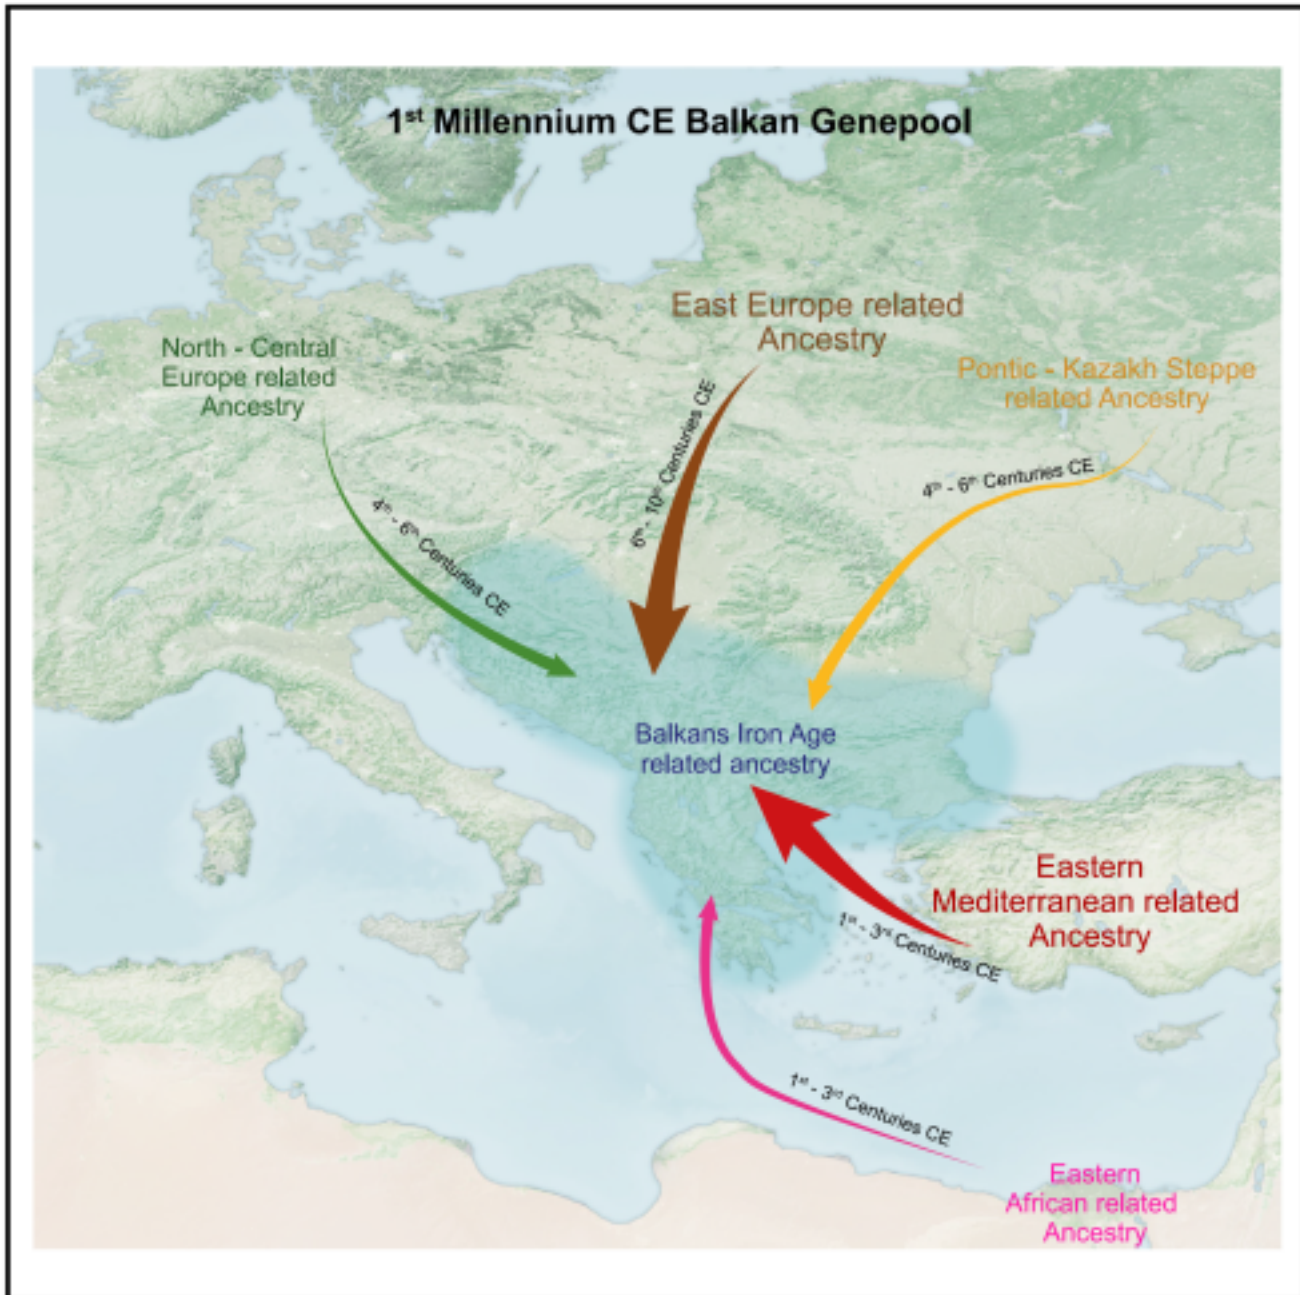 1st Millennium CE Balkan Genepool
East Europe related
Ancestry
North - Central
Europe related
Ancestry
Pontic - Kazakh Steppe
related Ancestry
6th - 10th Centuries CE
4th - 6th Centuries CE
4th - 6th Centuries CE
Balkans Iron Age
related ancestry
Eastern
Mediterranean related
Ancestry
1st - 3rd Centuries CE
1st - 3rd Centuries CE
Eastern
African related
Ancestry